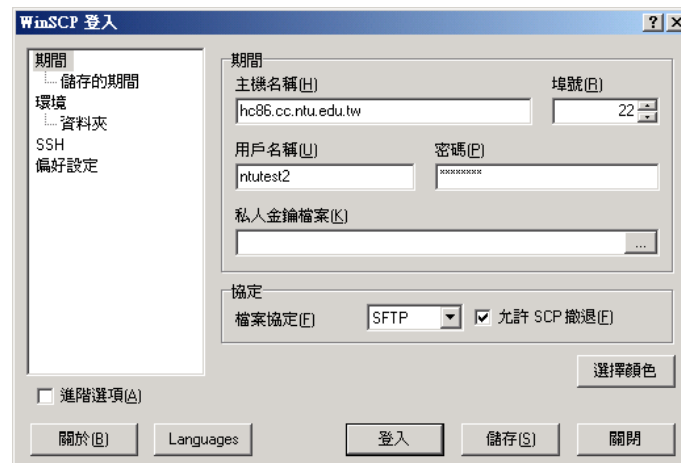 WinSCP 登入
期間
儲存的期間
環境
資料夾
SSH
偏好設定
進階選項(A)
期間
主機名稱(H) 埠號(R)
hc86.cc.ntu.edu.tw 22
用戶名稱(U) 密碼(P)
ntutest2 ********
私人金鑰檔案(K)
...
協定
檔案協定(F) SFTP 允許 SCP 撤退(F)
選擇顏色
關於(B) Languages 登入 儲存(S) 關閉